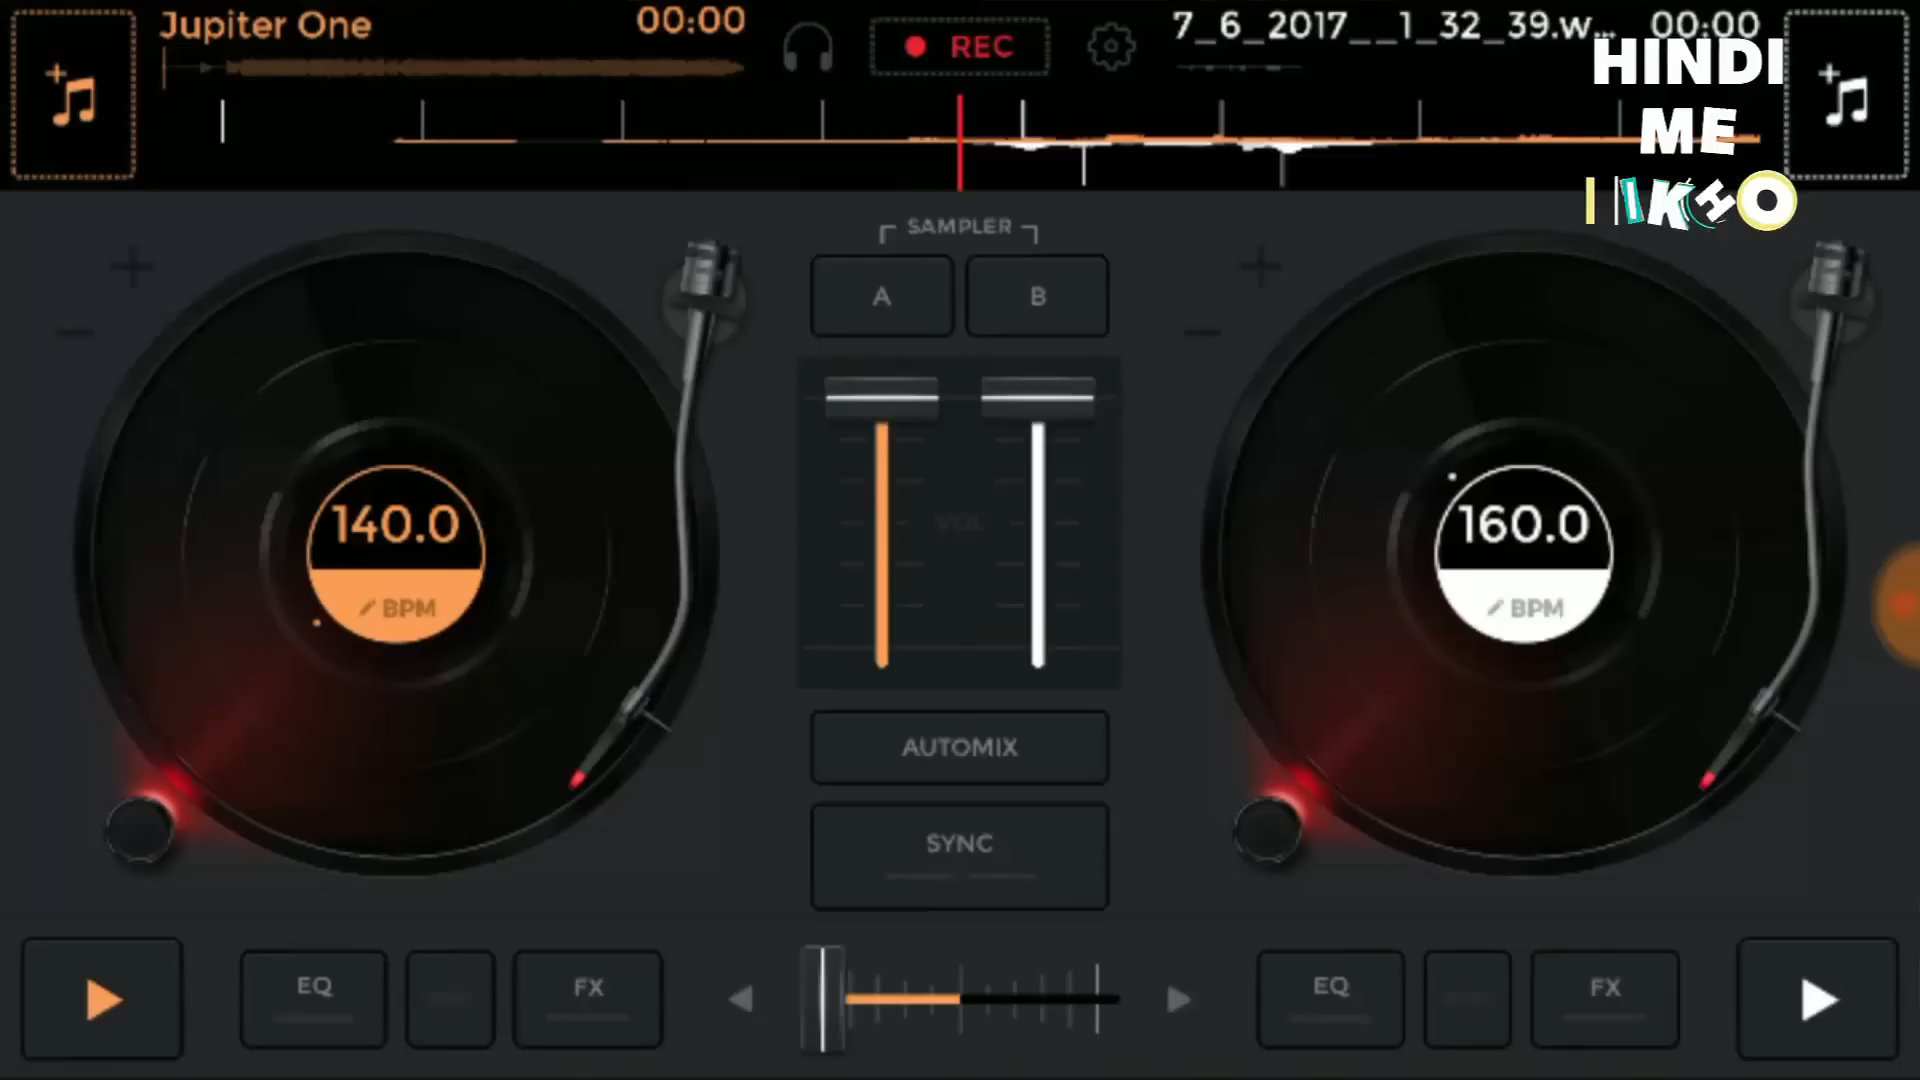 Jupiter One
00:00
REC
7_6_2017__1_32_39.w...
00:00
HINDI
ME
SAMPLER
A
B
140.0
BPM
VOL
160.0
BPM
AUTOMIX
SYNC
EQ
FX
EQ
FX